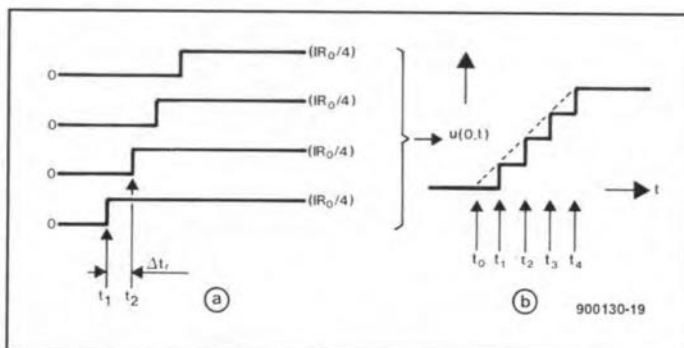 0 (IR₀/4)
0 (IR₀/4)
0 (IR₀/4)
0 (IR₀/4)
t₁ t₂ Δtᵣ
a
u(0,t)
t
t₀ t₁ t₂ t₃ t₄
b
900130-19